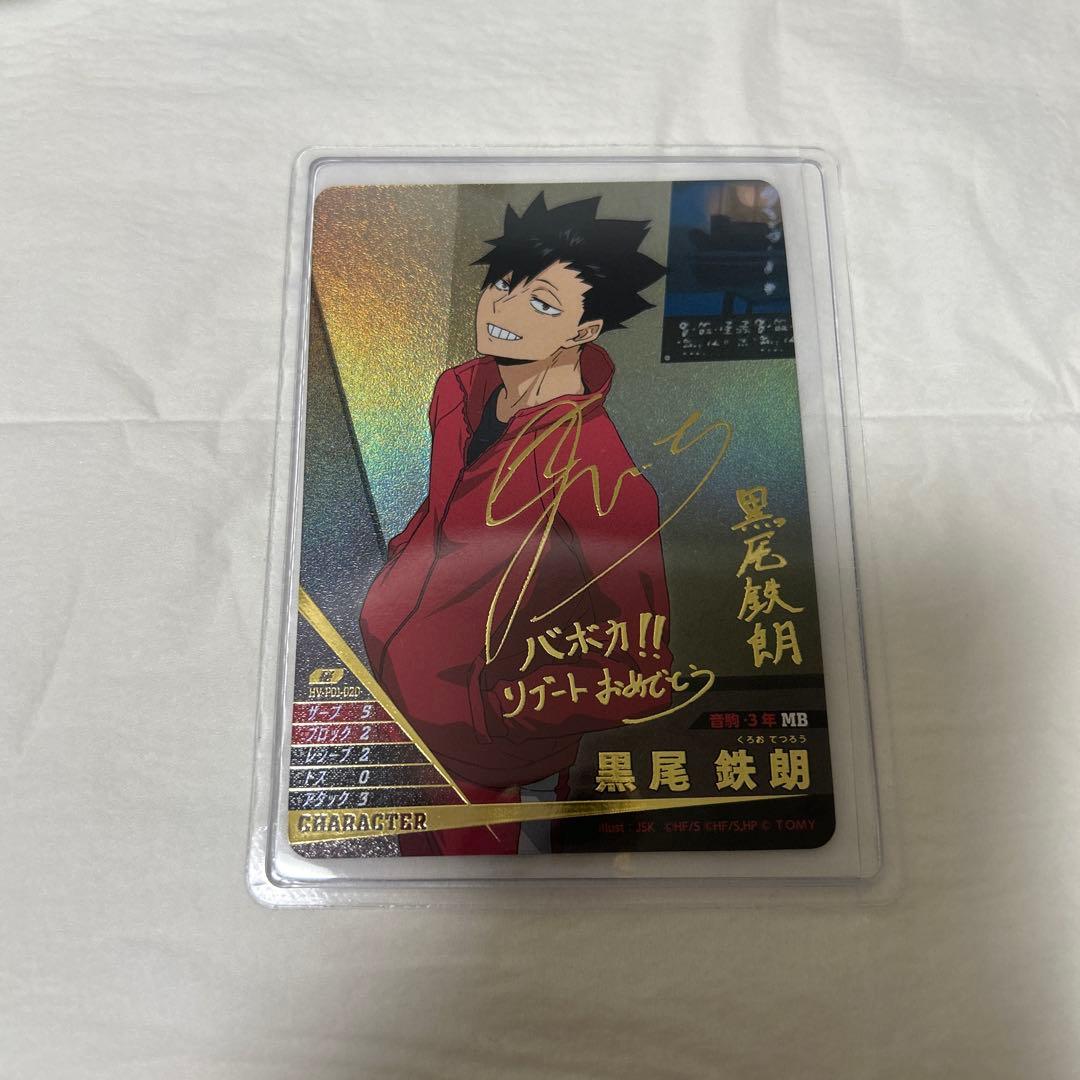 黒尾鉄朗
バボカ!!
リブート おめでとう
HV-P01-020
サーブ 5
ブロック 2
レシーブ 2
トス 0
アタック 3
CHARACTER
音駒・3年 MB
くろお てつろう
黒尾 鉄朗
illust:JSK ©HF/S ©HF/S,HP © TOMY